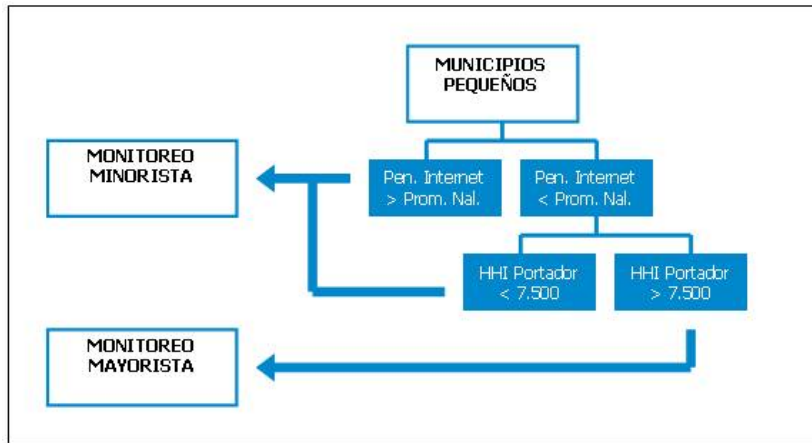 MUNICIPIOS
PEQUEÑOS
MONITOREO
MINORISTA
Pen. Internet
> Prom. Nal.
Pen. Internet
< Prom. Nal.
HHI Portador
< 7.500
HHI Portador
> 7.500
MONITOREO
MAYORISTA